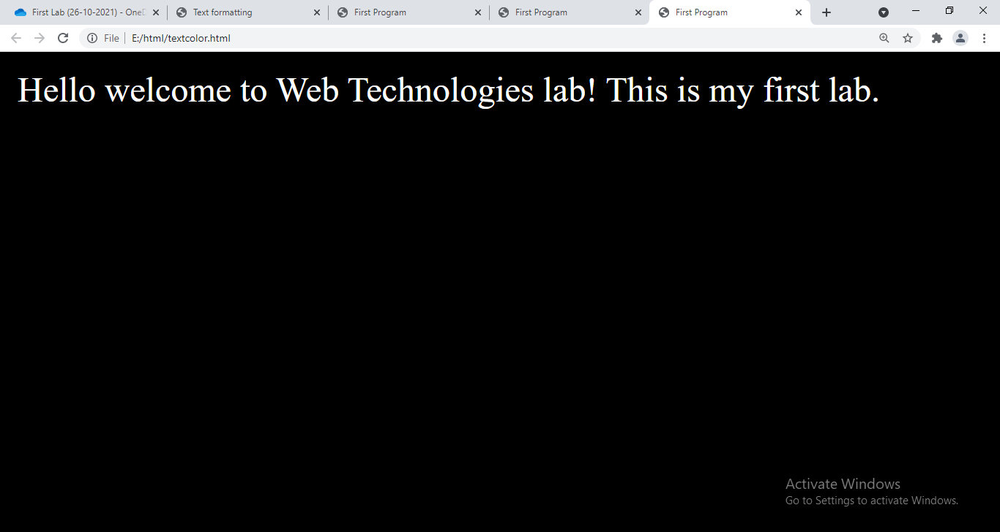 First Lab (26-10-2021) - OneD
Text formatting
First Program
First Program
First Program
File
E:/html/textcolor.html
Hello welcome to Web Technologies lab! This is my first lab.
Activate Windows
Go to Settings to activate Windows.